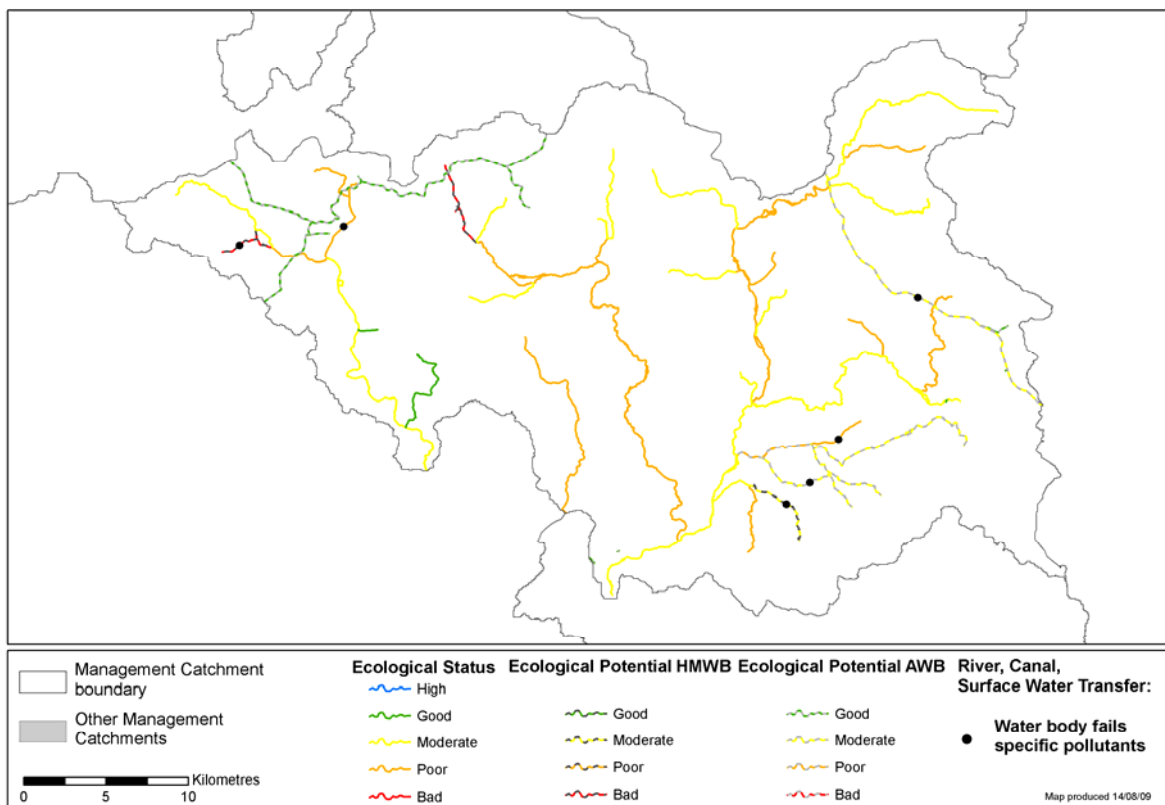 Management Catchment
boundary
Other Management
Catchments
Kilometres
0 5 10
Ecological Status
High
Good
Moderate
Poor
Bad
Ecological Potential HMWB
Good
Moderate
Poor
Bad
Ecological Potential AWB
Good
Moderate
Poor
Bad
River, Canal,
Surface Water Transfer:
Water body fails
specific pollutants
Map produced 14/08/09